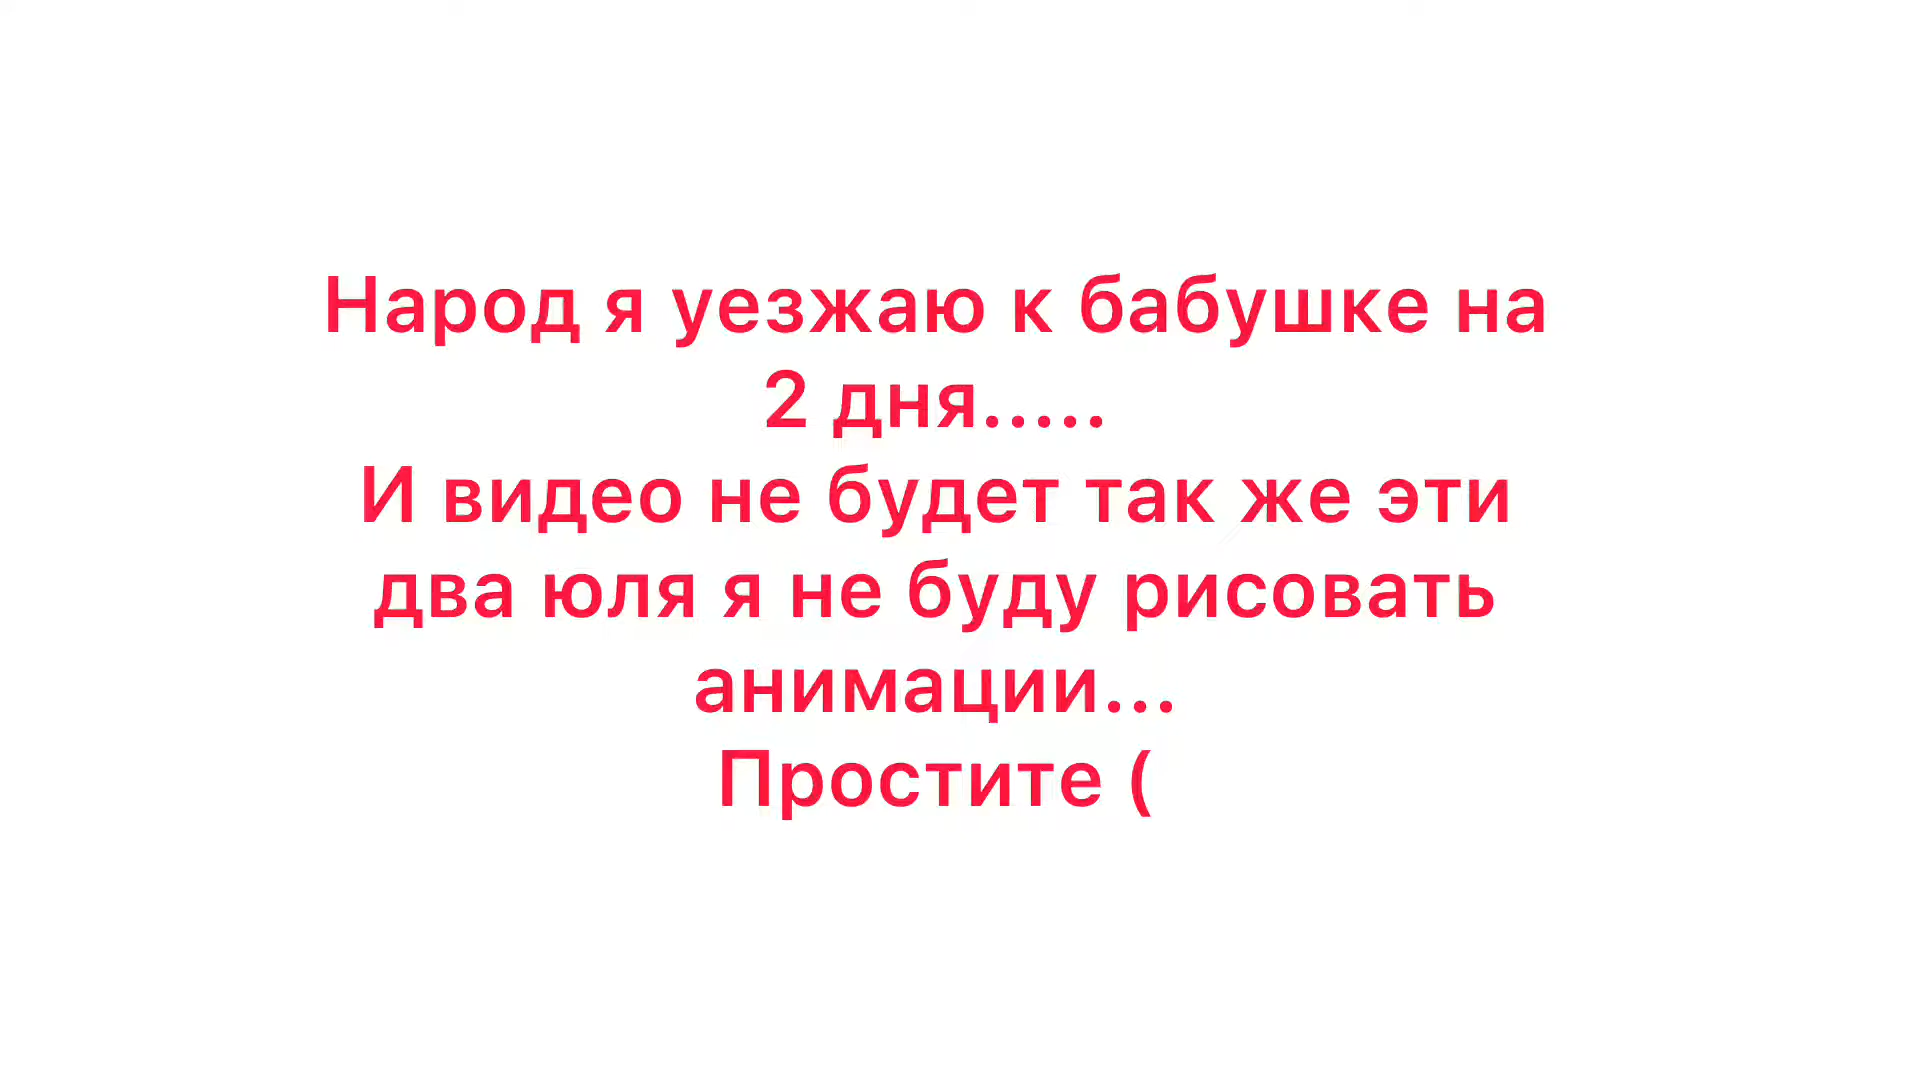 Народ я уезжаю к бабушке на
2 дня.....
И видео не будет так же эти
два юля я не буду рисовать
анимации...
Простите (